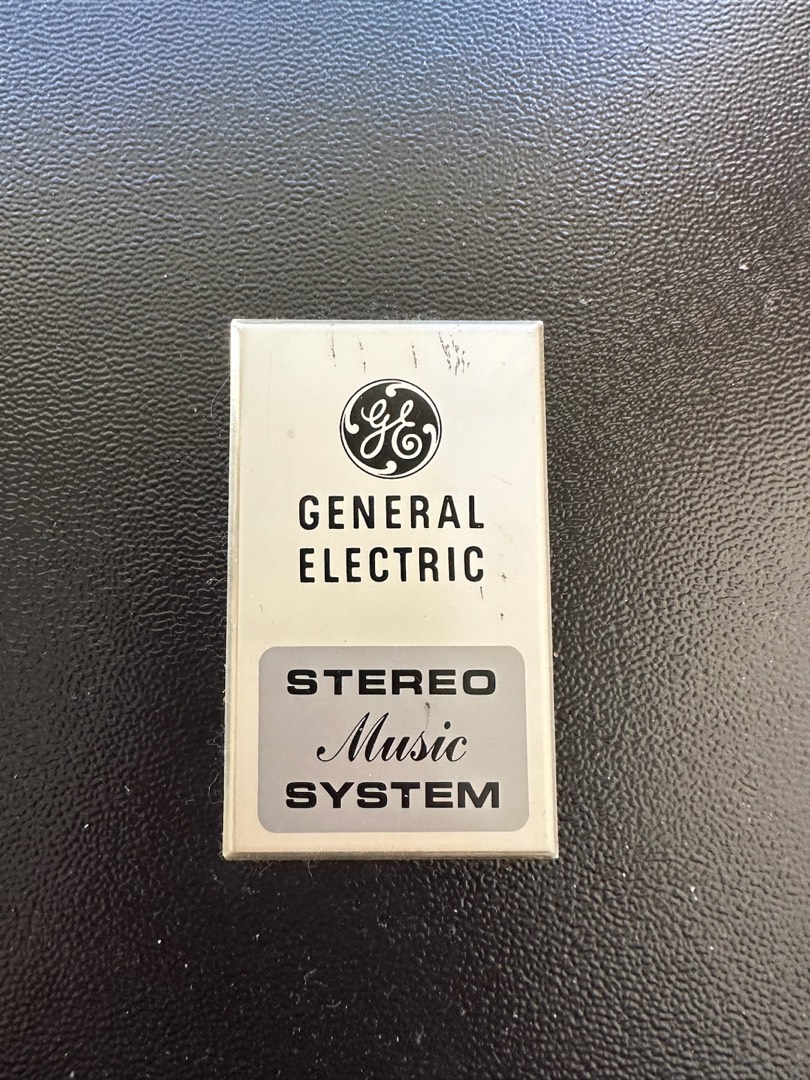 GE
GENERAL
ELECTRIC
STEREO
Music
SYSTEM